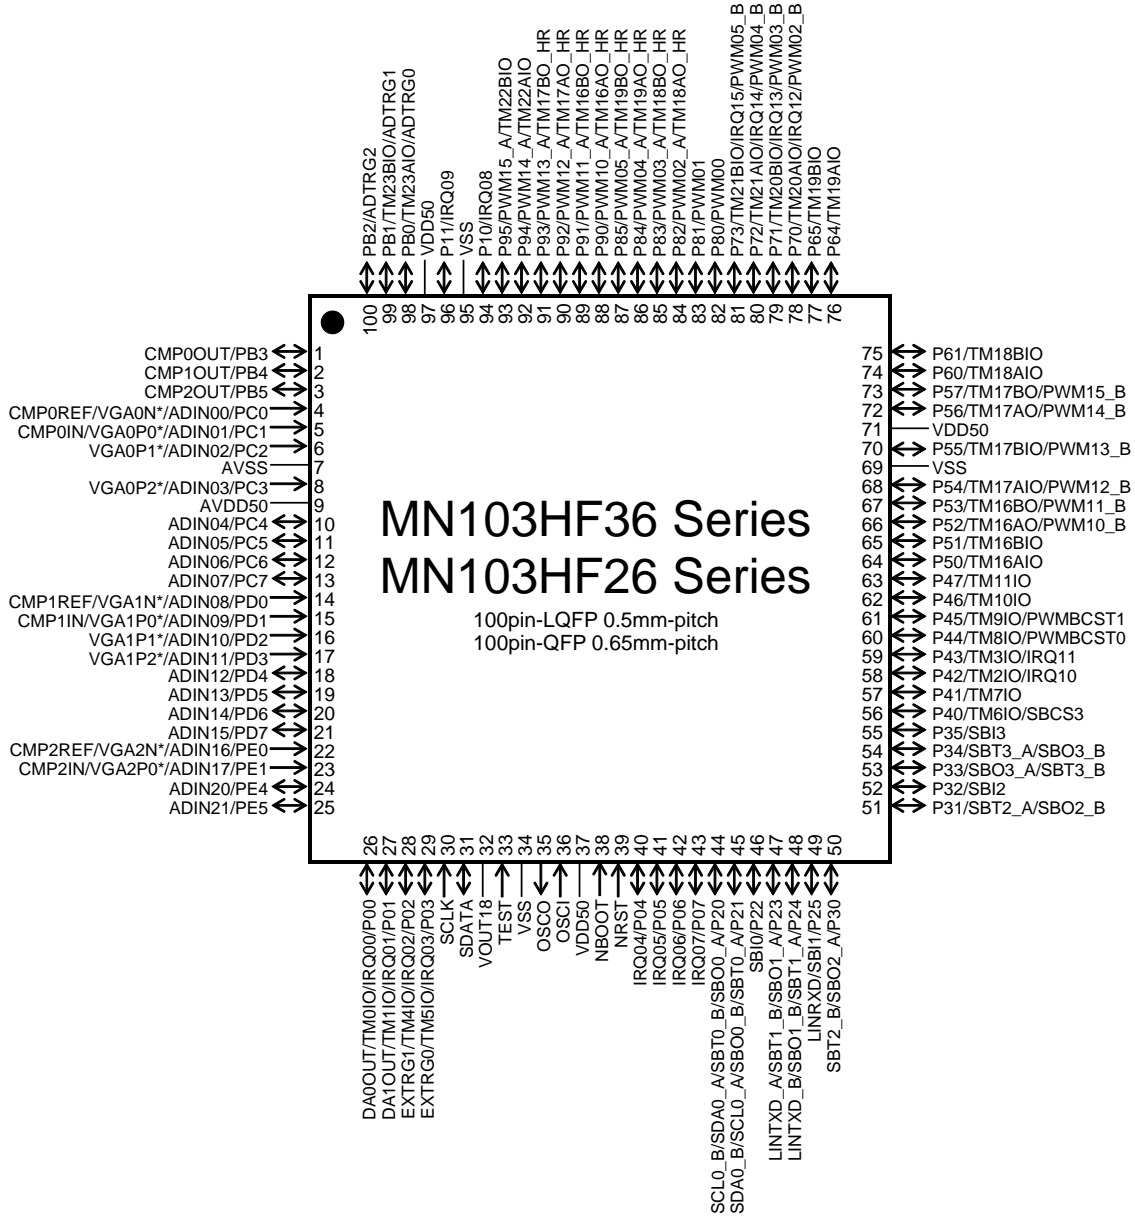 PB2/ADTRG2
PB1/TM23BIO/ADTRG1
PB0/TM23AIO/ADTRG0
VDD50
P11/IRQ09
VSS
P10/IRQ08
P95/PWM15_A/TM22BIO
P94/PWM14_A/TM22AIO
P93/PWM13_A/TM17BO_HR
P92/PWM12_A/TM17AO_HR
P91/PWM11_A/TM16BO_HR
P90/PWM10_A/TM16AO_HR
P85/PWM05_A/TM19BO_HR
P84/PWM04_A/TM19AO_HR
P83/PWM03_A/TM18BO_HR
P82/PWM02_A/TM18AO_HR
P81/PWM01
P80/PWM00
P73/TM21BIO/IRQ15/PWM05_B
P72/TM21AIO/IRQ14/PWM04_B
P71/TM20BIO/IRQ13/PWM03_B
P70/TM20AIO/IRQ12/PWM02_B
P65/TM19BIO
P64/TM19AIO
100 99 98 97 96 95 94 93 92 91 90 89 88 87 86 85 84 83 82 81 80 79 78 77 76
CMP0OUT/PB3 1
CMP1OUT/PB4 2
CMP2OUT/PB5 3
CMP0REF/VGA0N*/ADIN00/PC0 4
CMP0IN/VGA0P0*/ADIN01/PC1 5
VGA0P1*/ADIN02/PC2 6
AVSS 7
VGA0P2*/ADIN03/PC3 8
AVDD50 9
ADIN04/PC4 10
ADIN05/PC5 11
ADIN06/PC6 12
ADIN07/PC7 13
CMP1REF/VGA1N*/ADIN08/PD0 14
CMP1IN/VGA1P0*/ADIN09/PD1 15
VGA1P1*/ADIN10/PD2 16
VGA1P2*/ADIN11/PD3 17
ADIN12/PD4 18
ADIN13/PD5 19
ADIN14/PD6 20
ADIN15/PD7 21
CMP2REF/VGA2N*/ADIN16/PE0 22
CMP2IN/VGA2P0*/ADIN17/PE1 23
ADIN20/PE4 24
ADIN21/PE5 25
MN103HF36 Series
MN103HF26 Series
100pin-LQFP 0.5mm-pitch
100pin-QFP 0.65mm-pitch
75 P61/TM18BIO
74 P60/TM18AIO
73 P57/TM17BO/PWM15_B
72 P56/TM17AO/PWM14_B
71 VDD50
70 P55/TM17BIO/PWM13_B
69 VSS
68 P54/TM17AIO/PWM12_B
67 P53/TM16BO/PWM11_B
66 P52/TM16AO/PWM10_B
65 P51/TM16BIO
64 P50/TM16AIO
63 P47/TM11IO
62 P46/TM10IO
61 P45/TM9IO/PWMBCST1
60 P44/TM8IO/PWMBCST0
59 P43/TM3IO/IRQ11
58 P42/TM2IO/IRQ10
57 P41/TM7IO
56 P40/TM6IO/SBCS3
55 P35/SBI3
54 P34/SBT3_A/SBO3_B
53 P33/SBO3_A/SBT3_B
52 P32/SBI2
51 P31/SBT2_A/SBO2_B
26 27 28 29 30 31 32 33 34 35 36 37 38 39 40 41 42 43 44 45 46 47 48 49 50
DA0OUT/TM0IO/IRQ00/P00
DA1OUT/TM1IO/IRQ01/P01
EXTRG1/TM4IO/IRQ02/P02
EXTRG0/TM5IO/IRQ03/P03
SCLK
SDATA
VOUT18
TEST
VSS
OSCO
OSCI
VDD50
NBOOT
NRST
IRQ04/P04
IRQ05/P05
IRQ06/P06
IRQ07/P07
SCL0_B/SDA0_A/SBT0_B/SBO0_A/P20
SDA0_B/SCL0_A/SBO0_B/SBT0_A/P21
SBI0/P22
LINTXD_A/SBT1_B/SBO1_A/P23
LINTXD_B/SBO1_B/SBT1_A/P24
LINRXD/SBI1/P25
SBT2_B/SBO2_A/P30